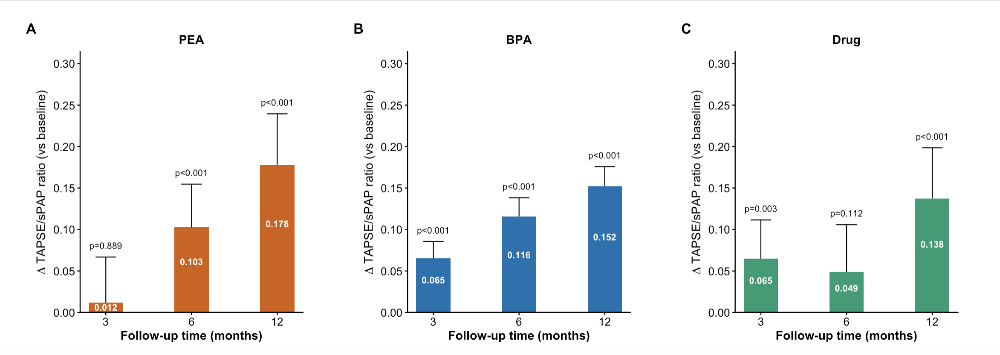 A
PEA
Δ TAPSE/sPAP ratio (vs baseline)
0.30
0.25
0.20
0.15
0.10
0.05
0.00
p=0.889
p<0.001
p<0.001
0.012
0.103
0.178
3 6 12
Follow-up time (months)
B
BPA
Δ TAPSE/sPAP ratio (vs baseline)
0.30
0.25
0.20
0.15
0.10
0.05
0.00
p<0.001
p<0.001
p<0.001
0.065
0.116
0.152
3 6 12
Follow-up time (months)
C
Drug
Δ TAPSE/sPAP ratio (vs baseline)
0.30
0.25
0.20
0.15
0.10
0.05
0.00
p=0.003
p=0.112
p<0.001
0.065
0.049
0.138
3 6 12
Follow-up time (months)